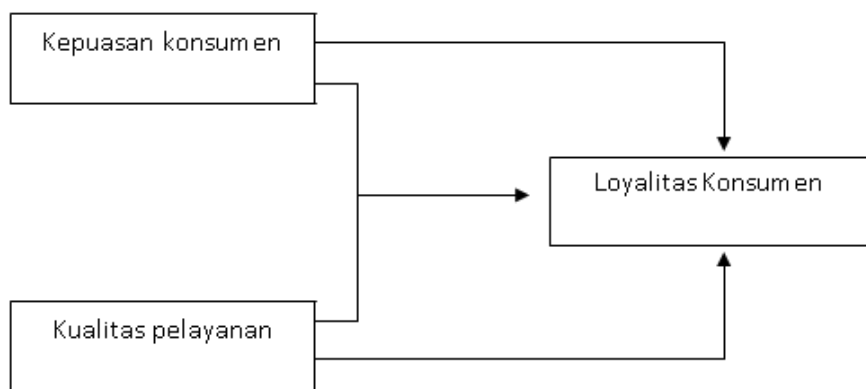 Kepuasan konsumen
Loyalitas Konsumen
Kualitas pelayanan